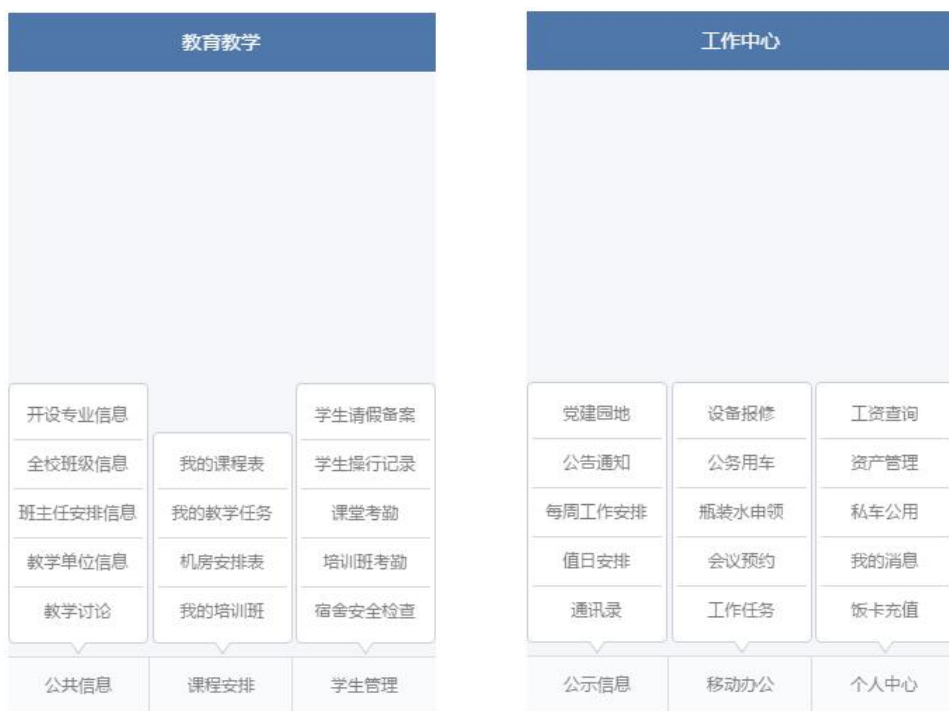 教育教学
开设专业信息
全校班级信息
班主任安排信息
教学单位信息
教学讨论
公共信息
我的课程表
我的教学任务
机房安排表
我的培训班
课程安排
学生请假备案
学生操行记录
课堂考勤
培训班考勤
宿舍安全检查
学生管理
工作中心
党建园地
公告通知
每周工作安排
值日安排
通讯录
公示信息
设备报修
公务用车
瓶装水申领
会议预约
工作任务
移动办公
工资查询
资产管理
私车公用
我的消息
饭卡充值
个人中心